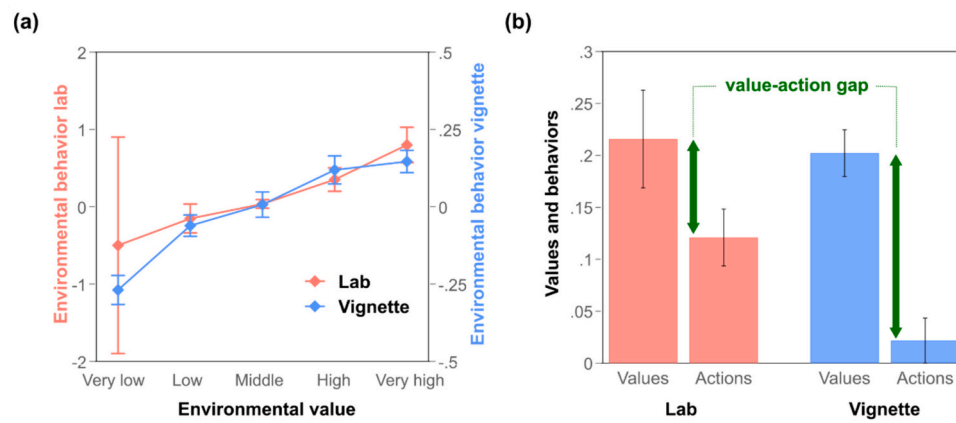 (a)
2
1
0
-1
-2
Environmental behavior lab
.5
.25
0
-.25
-.5
Environmental behavior vignette
Lab
Vignette
Very low
Low
Middle
High
Very high
Environmental value
(b)
.3
.25
.2
.15
.1
.05
0
Values and behaviors
value-action gap
Values
Actions
Values
Actions
Lab
Vignette